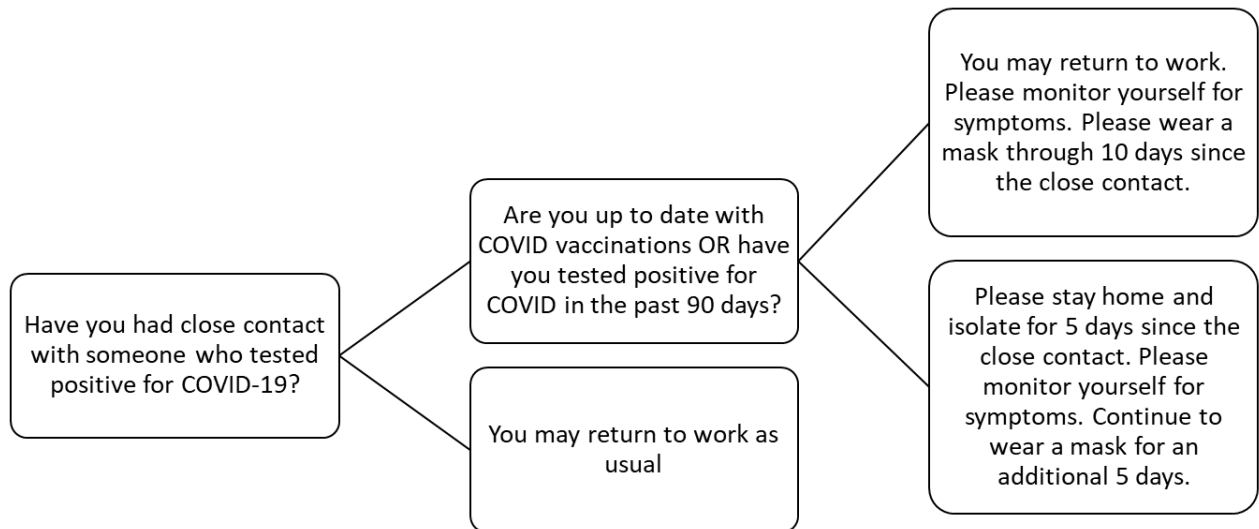 Have you had close contact
with someone who tested
positive for COVID-19?
Are you up to date with
COVID vaccinations OR have
you tested positive for
COVID in the past 90 days?
You may return to work as
usual
You may return to work.
Please monitor yourself for
symptoms. Please wear a
mask through 10 days since
the close contact.
Please stay home and
isolate for 5 days since the
close contact. Please
monitor yourself for
symptoms. Continue to
wear a mask for an
additional 5 days.